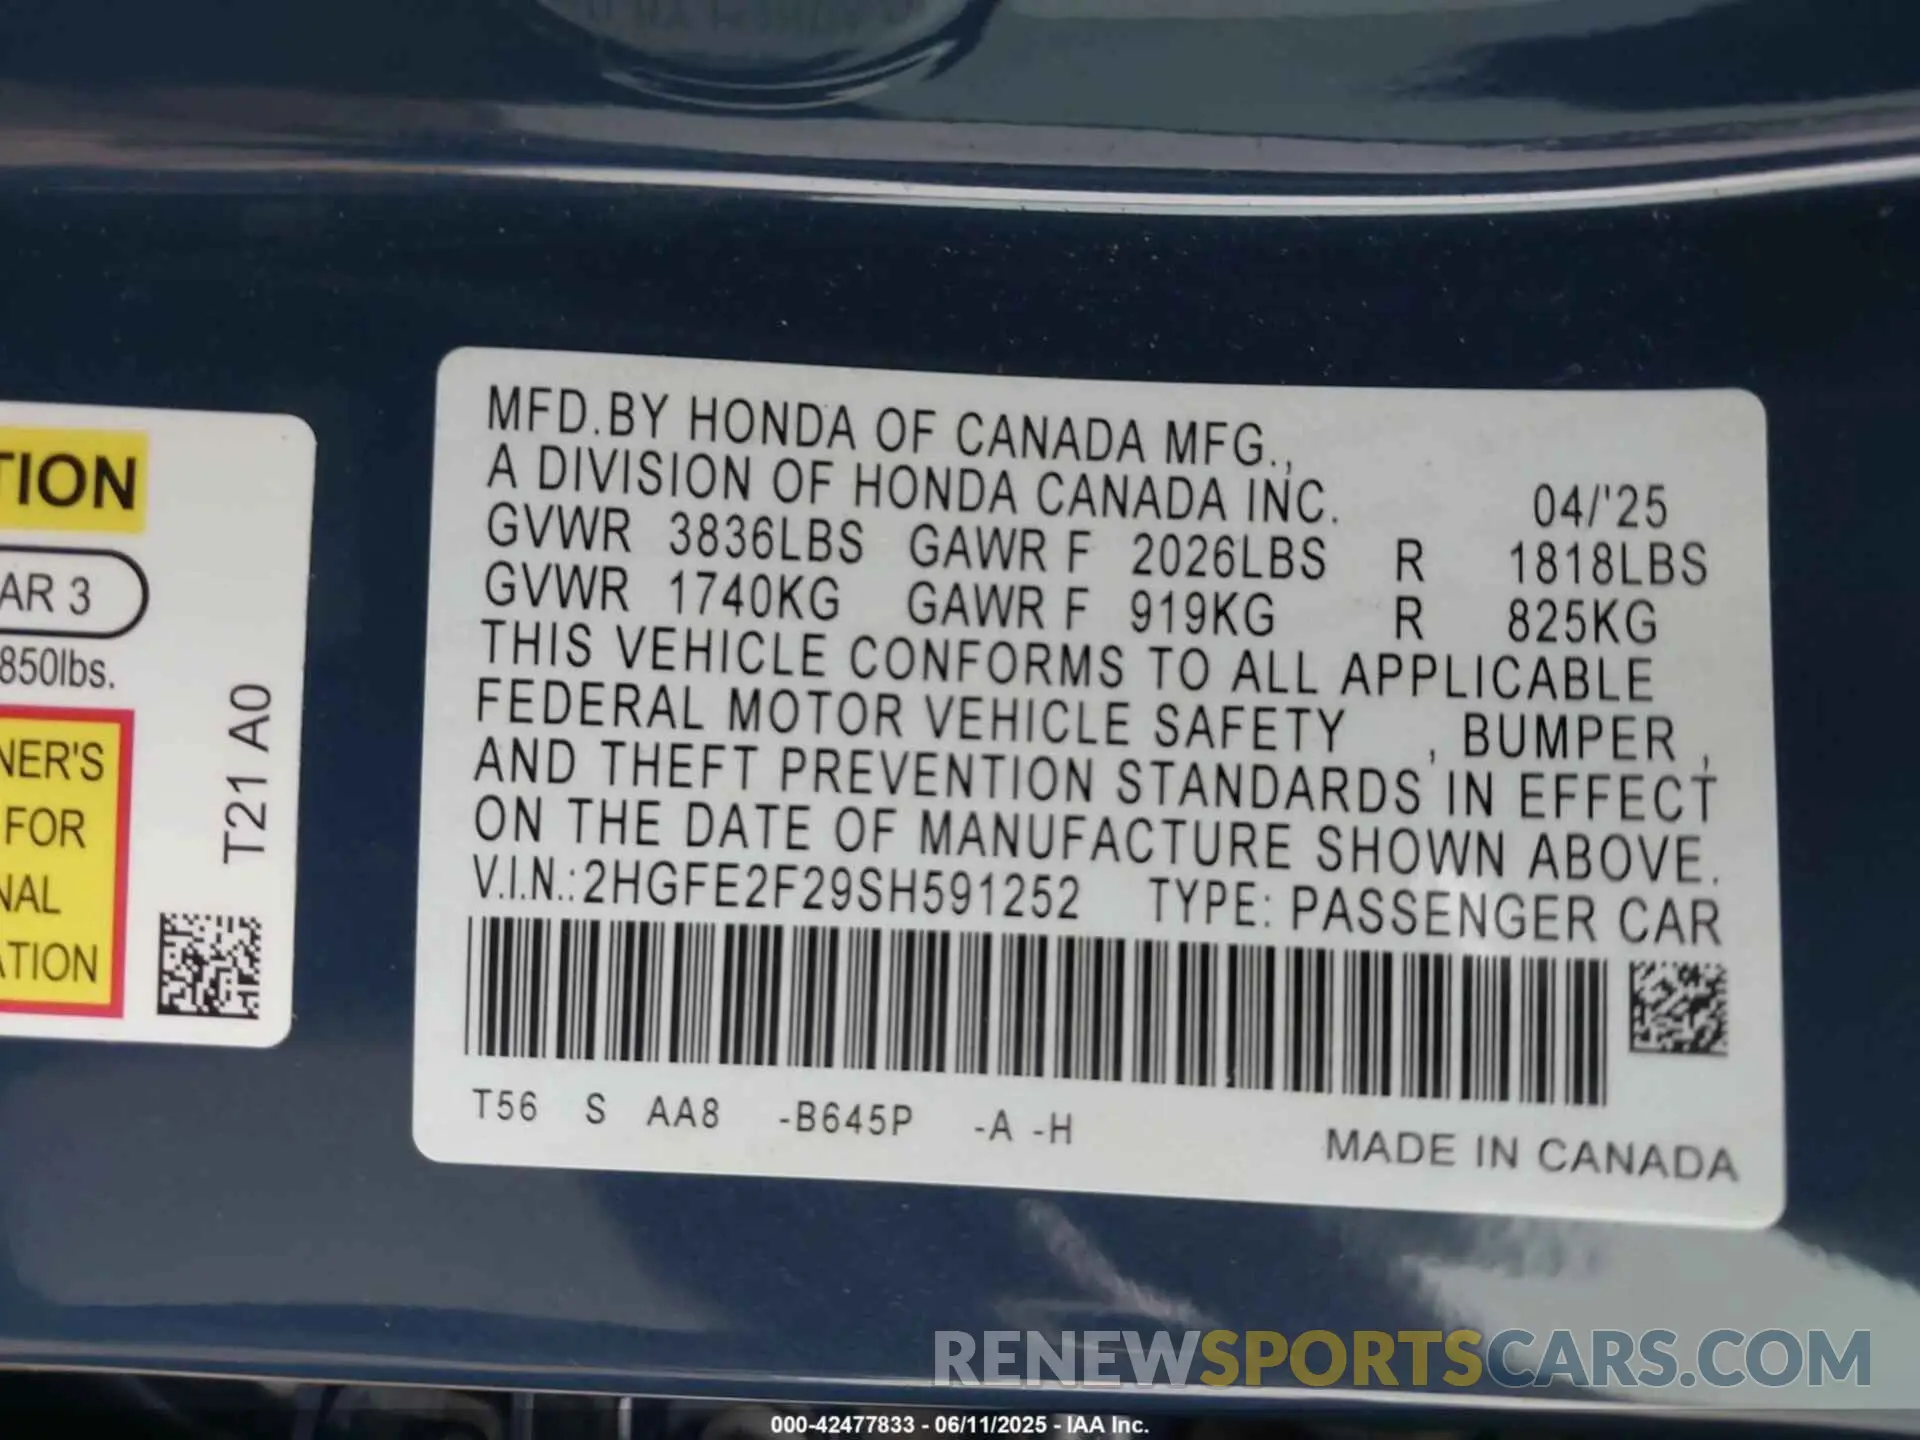 TION
AR 3
850lbs.
NER'S
FOR
NAL
ATION
T21 A0
MFD.BY HONDA OF CANADA MFG.,
A DIVISION OF HONDA CANADA INC. 04/'25
GVWR 3836LBS GAWR F 2026LBS R 1818LBS
GVWR 1740KG GAWR F 919KG R 825KG
THIS VEHICLE CONFORMS TO ALL APPLICABLE
FEDERAL MOTOR VEHICLE SAFETY , BUMPER ,
AND THEFT PREVENTION STANDARDS IN EFFECT
ON THE DATE OF MANUFACTURE SHOWN ABOVE.
V.I.N.:2HGFE2F29SH591252 TYPE: PASSENGER CAR
T56 S AA8 -B645P -A -H
MADE IN CANADA
RENEWSPORTSCARS.COM
000-42477833 - 06/11/2025 - IAA Inc.